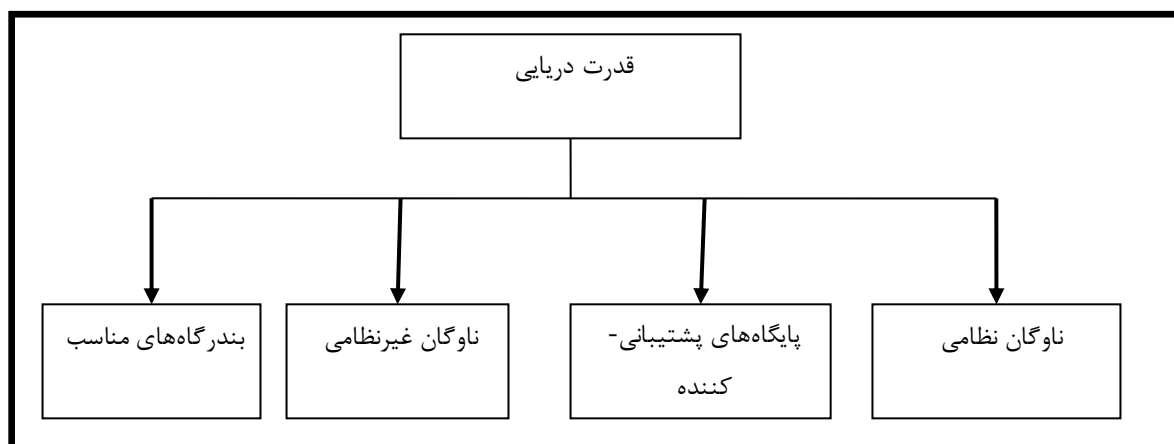 قدرت دریایی
ناوگان نظامی
پایگاه‌های پشتیبانی-
کننده
ناوگان غیرنظامی
بندرگاه‌های مناسب